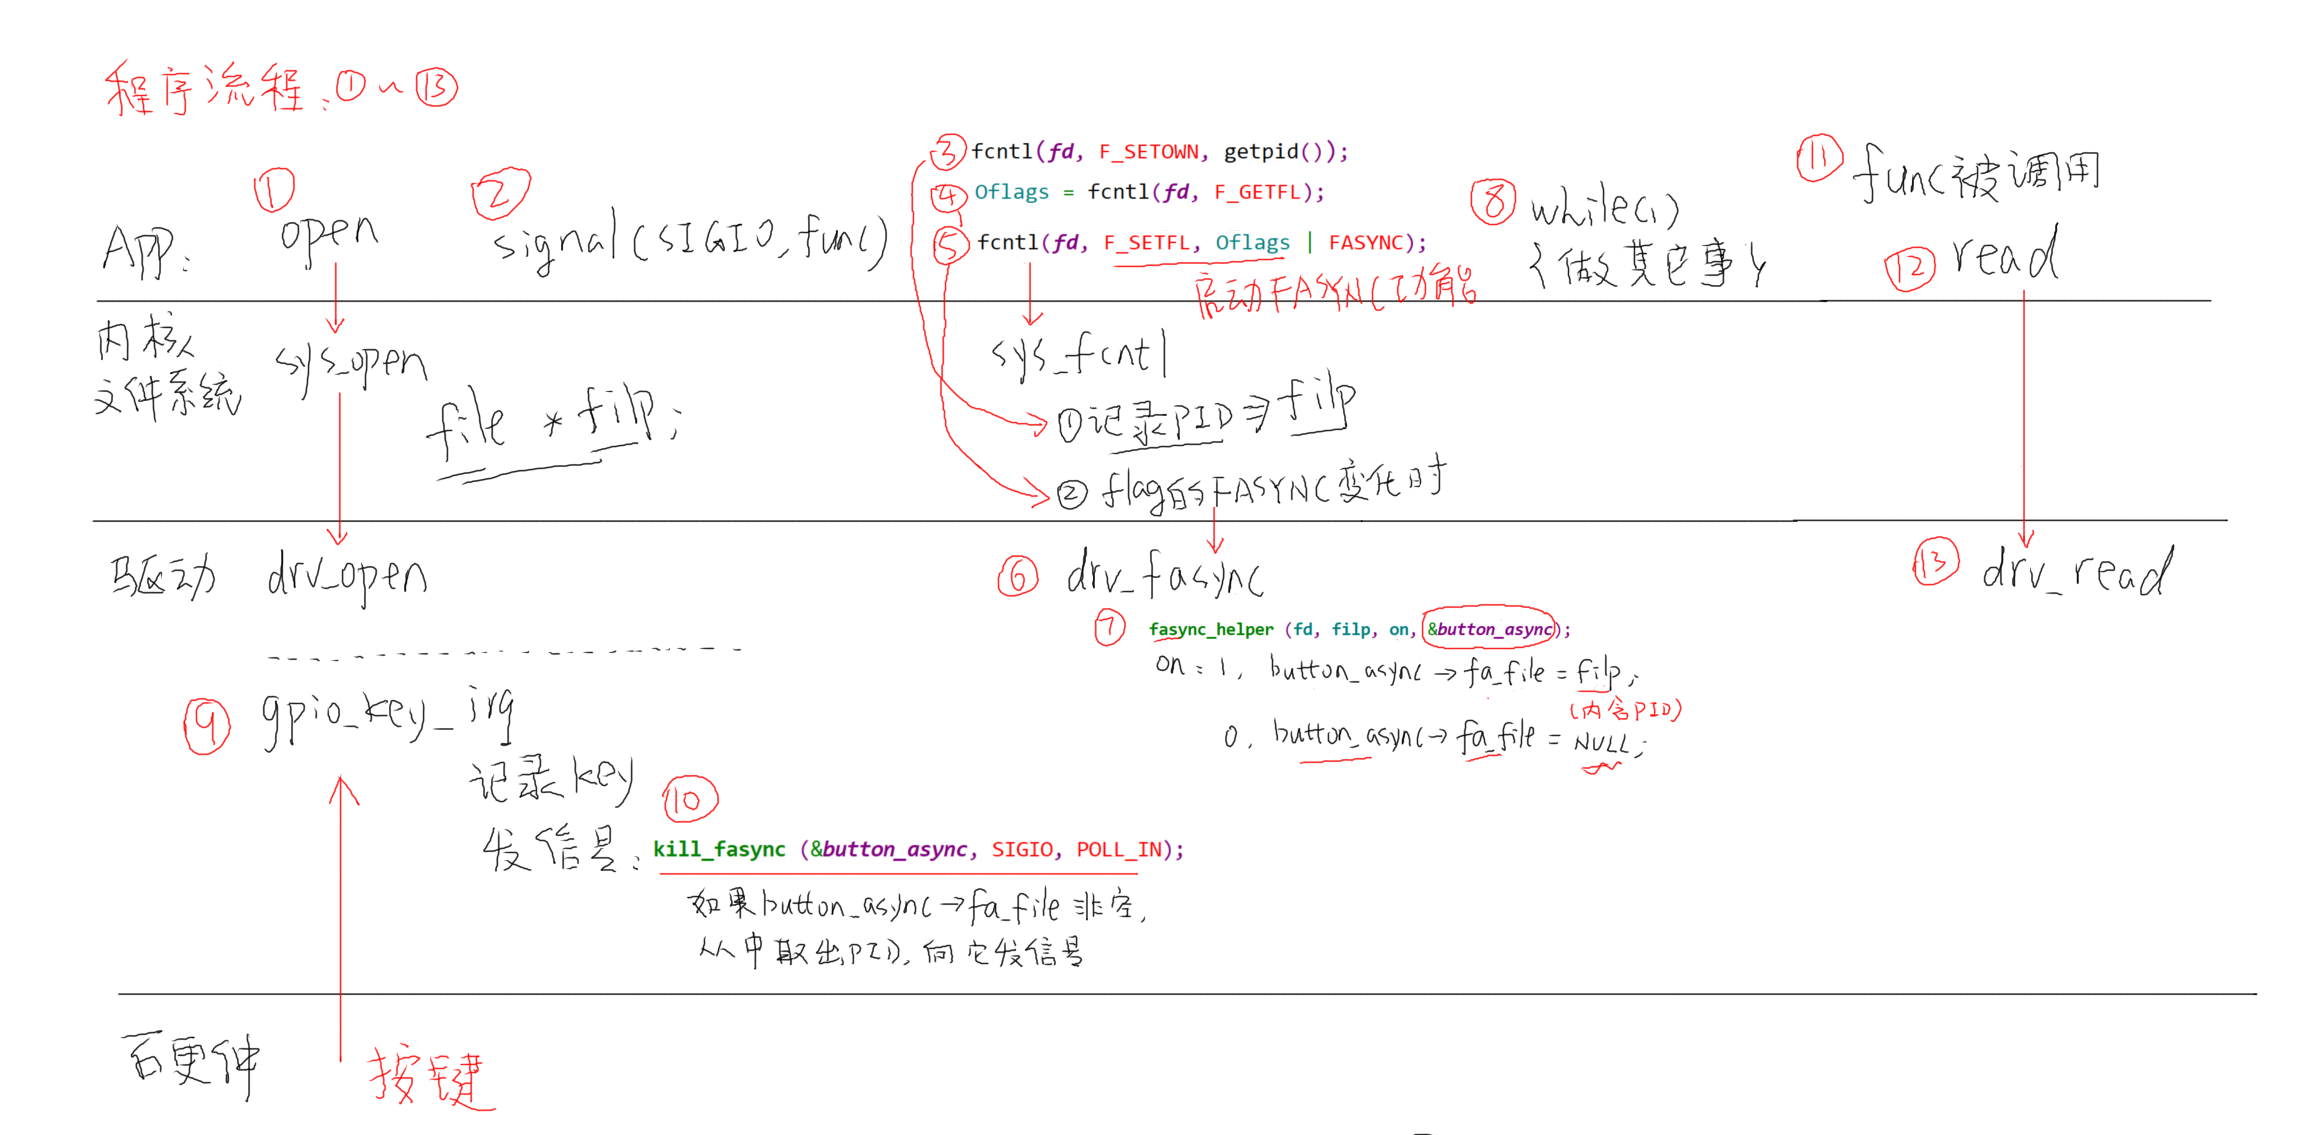 程序流程:①~⑬
App:
① open
② signal(SIGIO,func)
③ fcntl(fd, F_SETOWN, getpid());
④ Oflags = fcntl(fd, F_GETFL);
⑤ fcntl(fd, F_SETFL, Oflags | FASYNC);
启动FASYNC功能
⑧ while(1)
{做其它事}
⑪ func被调用
⑫ read
内核
文件系统
sys_open
file *filp;
sys_fcntl
①记录PID⇒filp
②flag的FASYNC变化时
驱动
drv_open
⑥ drv_fasync
⑦ fasync_helper (fd, filp, on, &button_async);
on:1, button_async→fa_file=filp;
(内含PID)
0, button_async→fa_file=NULL;
⑬ drv_read
⑨ gpio_key_irq
记录key
⑩
发信号: kill_fasync (&button_async, SIGIO, POLL_IN);
如果button_async→fa_file非空,
从中取出PID,向它发信号
硬件
按键